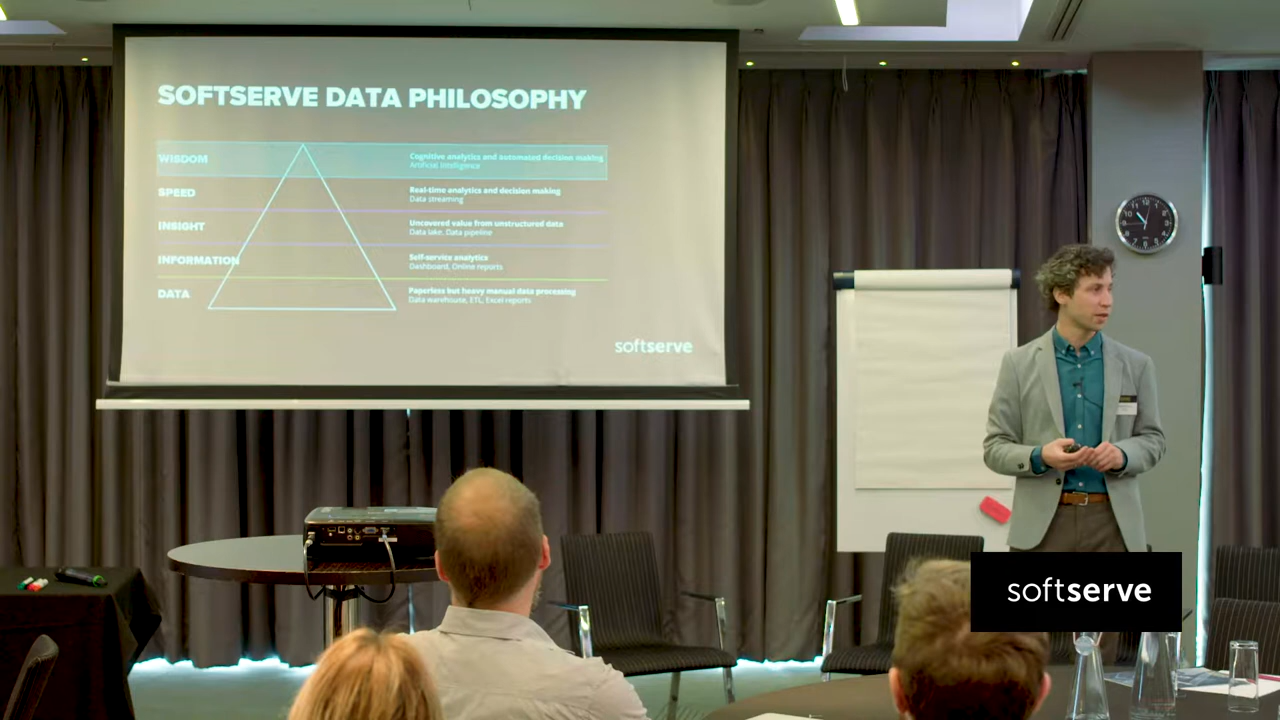 SOFTSERVE DATA PHILOSOPHY
WISDOM
Cognitive analytics and automated decision making
Artificial Intelligence
SPEED
Real-time analytics and decision making
Data streaming
INSIGHT
Uncovered value from unstructured data
Data lake, Data pipeline
INFORMATION
Self-service analytics
Dashboard, Online reports
DATA
Paperless but heavy manual data processing
Data warehouse, ETL, Excel reports
softserve
softserve